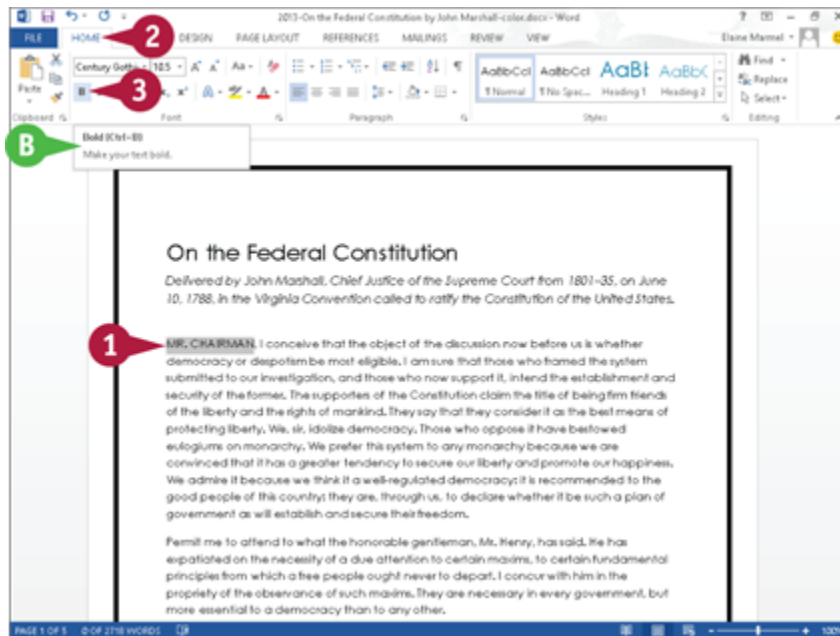 2013-On the Federal Constitution by John Marshall-color.docx - Word
FILE HOME DESIGN PAGE LAYOUT REFERENCES MAILINGS REVIEW VIEW Elaine Marmel
2
Century Gothic 10.5 Aa
Find
Paste
B
3
AaBbCcI AaBbCcI AaBI AaBbC
Replace
¶ Normal ¶ No Spac... Heading 1 Heading 2
Select
Clipboard Font Paragraph Styles Editing
B
Bold (Ctrl+B)
Make your text bold.
On the Federal Constitution
Delivered by John Marshall, Chief Justice of the Supreme Court from 1801–35, on June
10, 1788, in the Virginia Convention called to ratify the Constitution of the United States.
1
MR. CHAIRMAN, I conceive that the object of the discussion now before us is whether
democracy or despotism be most eligible. I am sure that those who framed the system
submitted to our investigation, and those who now support it, intend the establishment and
security of the former. The supporters of the Constitution claim the title of being firm friends
of the liberty and the rights of mankind. They say that they consider it as the best means of
protecting liberty. We, sir, idolize democracy. Those who oppose it have bestowed
eulogiums on monarchy. We prefer this system to any monarchy because we are
convinced that it has a greater tendency to secure our liberty and promote our happiness.
We admire it because we think it a well-regulated democracy: it is recommended to the
good people of this country: they are, through us, to declare whether it be such a plan of
government as will establish and secure their freedom.
Permit me to attend to what the honorable gentleman, Mr. Henry, has said. He has
expatiated on the necessity of a due attention to certain maxims, to certain fundamental
principles from which a free people ought never to depart. I concur with him in the
propriety of the observance of such maxims. They are necessary in every government, but
more essential to a democracy than to any other.
PAGE 1 OF 5 0 OF 2718 WORDS 100%